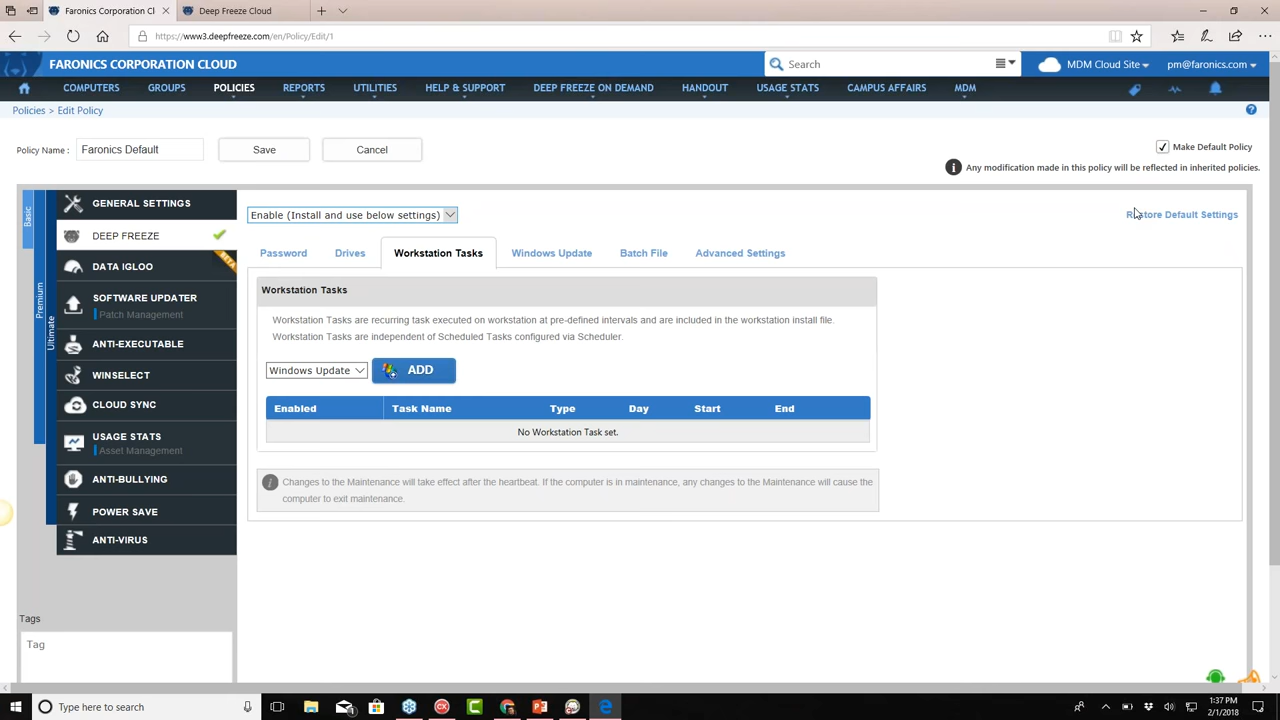 Faronics Corporation Cl
Deep Freeze Cloud
https://www3.deepfreeze.com/en/Policy/Edit/1
FARONICS CORPORATION CLOUD
Search
MDM Cloud Site
pm@faronics.com
COMPUTERS
GROUPS
POLICIES
REPORTS
UTILITIES
HELP & SUPPORT
DEEP FREEZE ON DEMAND
HANDOUT
USAGE STATS
CAMPUS AFFAIRS
MDM
Policies > Edit Policy
Policy Name :
Faronics Default
Save
Cancel
Make Default Policy
Any modification made in this policy will be reflected in inherited policies.
Basic
Premium
Ultimate
GENERAL SETTINGS
DEEP FREEZE
DATA IGLOO
BETA
SOFTWARE UPDATER
Patch Management
ANTI-EXECUTABLE
WINSELECT
CLOUD SYNC
USAGE STATS
Asset Management
ANTI-BULLYING
POWER SAVE
ANTI-VIRUS
Tags
Tag
Enable (Install and use below settings)
Restore Default Settings
Password
Drives
Workstation Tasks
Windows Update
Batch File
Advanced Settings
Workstation Tasks
Workstation Tasks are recurring task executed on workstation at pre-defined intervals and are included in the workstation install file.
Workstation Tasks are independent of Scheduled Tasks configured via Scheduler.
Windows Update
ADD
Enabled
Task Name
Type
Day
Start
End
No Workstation Task set.
Changes to the Maintenance will take effect after the heartbeat. If the computer is in maintenance, any changes to the Maintenance will cause the
computer to exit maintenance.
Type here to search
1:37 PM
2/1/2018